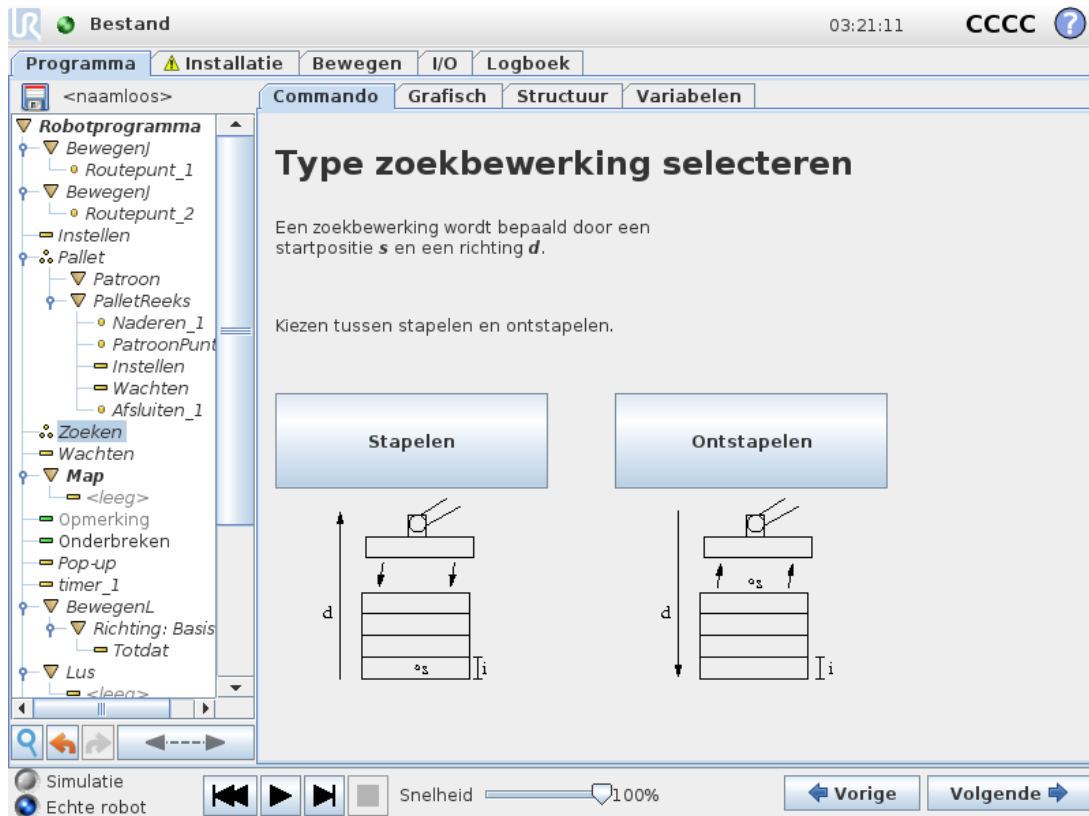 UR Bestand 03:21:11 CCCC ?
Programma Installatie Bewegen I/O Logboek
<naamloos>
Commando Grafisch Structuur Variabelen
Robotprogramma
BewegenJ
Routepunt_1
BewegenJ
Routepunt_2
Instellen
Pallet
Patroon
PalletReeks
Naderen_1
PatroonPunt
Instellen
Wachten
Afsluiten_1
Zoeken
Wachten
Map
<leeg>
Opmerking
Onderbreken
Pop-up
timer_1
BewegenL
Richting: Basis
Totdat
Lus
<leeg>
Type zoekbewerking selecteren
Een zoekbewerking wordt bepaald door een
startpositie s en een richting d.
Kiezen tussen stapelen en ontstapelen.
Stapelen
Ontstapelen
d
s
i
d
s
i
Simulatie
Echte robot
Snelheid 100%
Vorige
Volgende